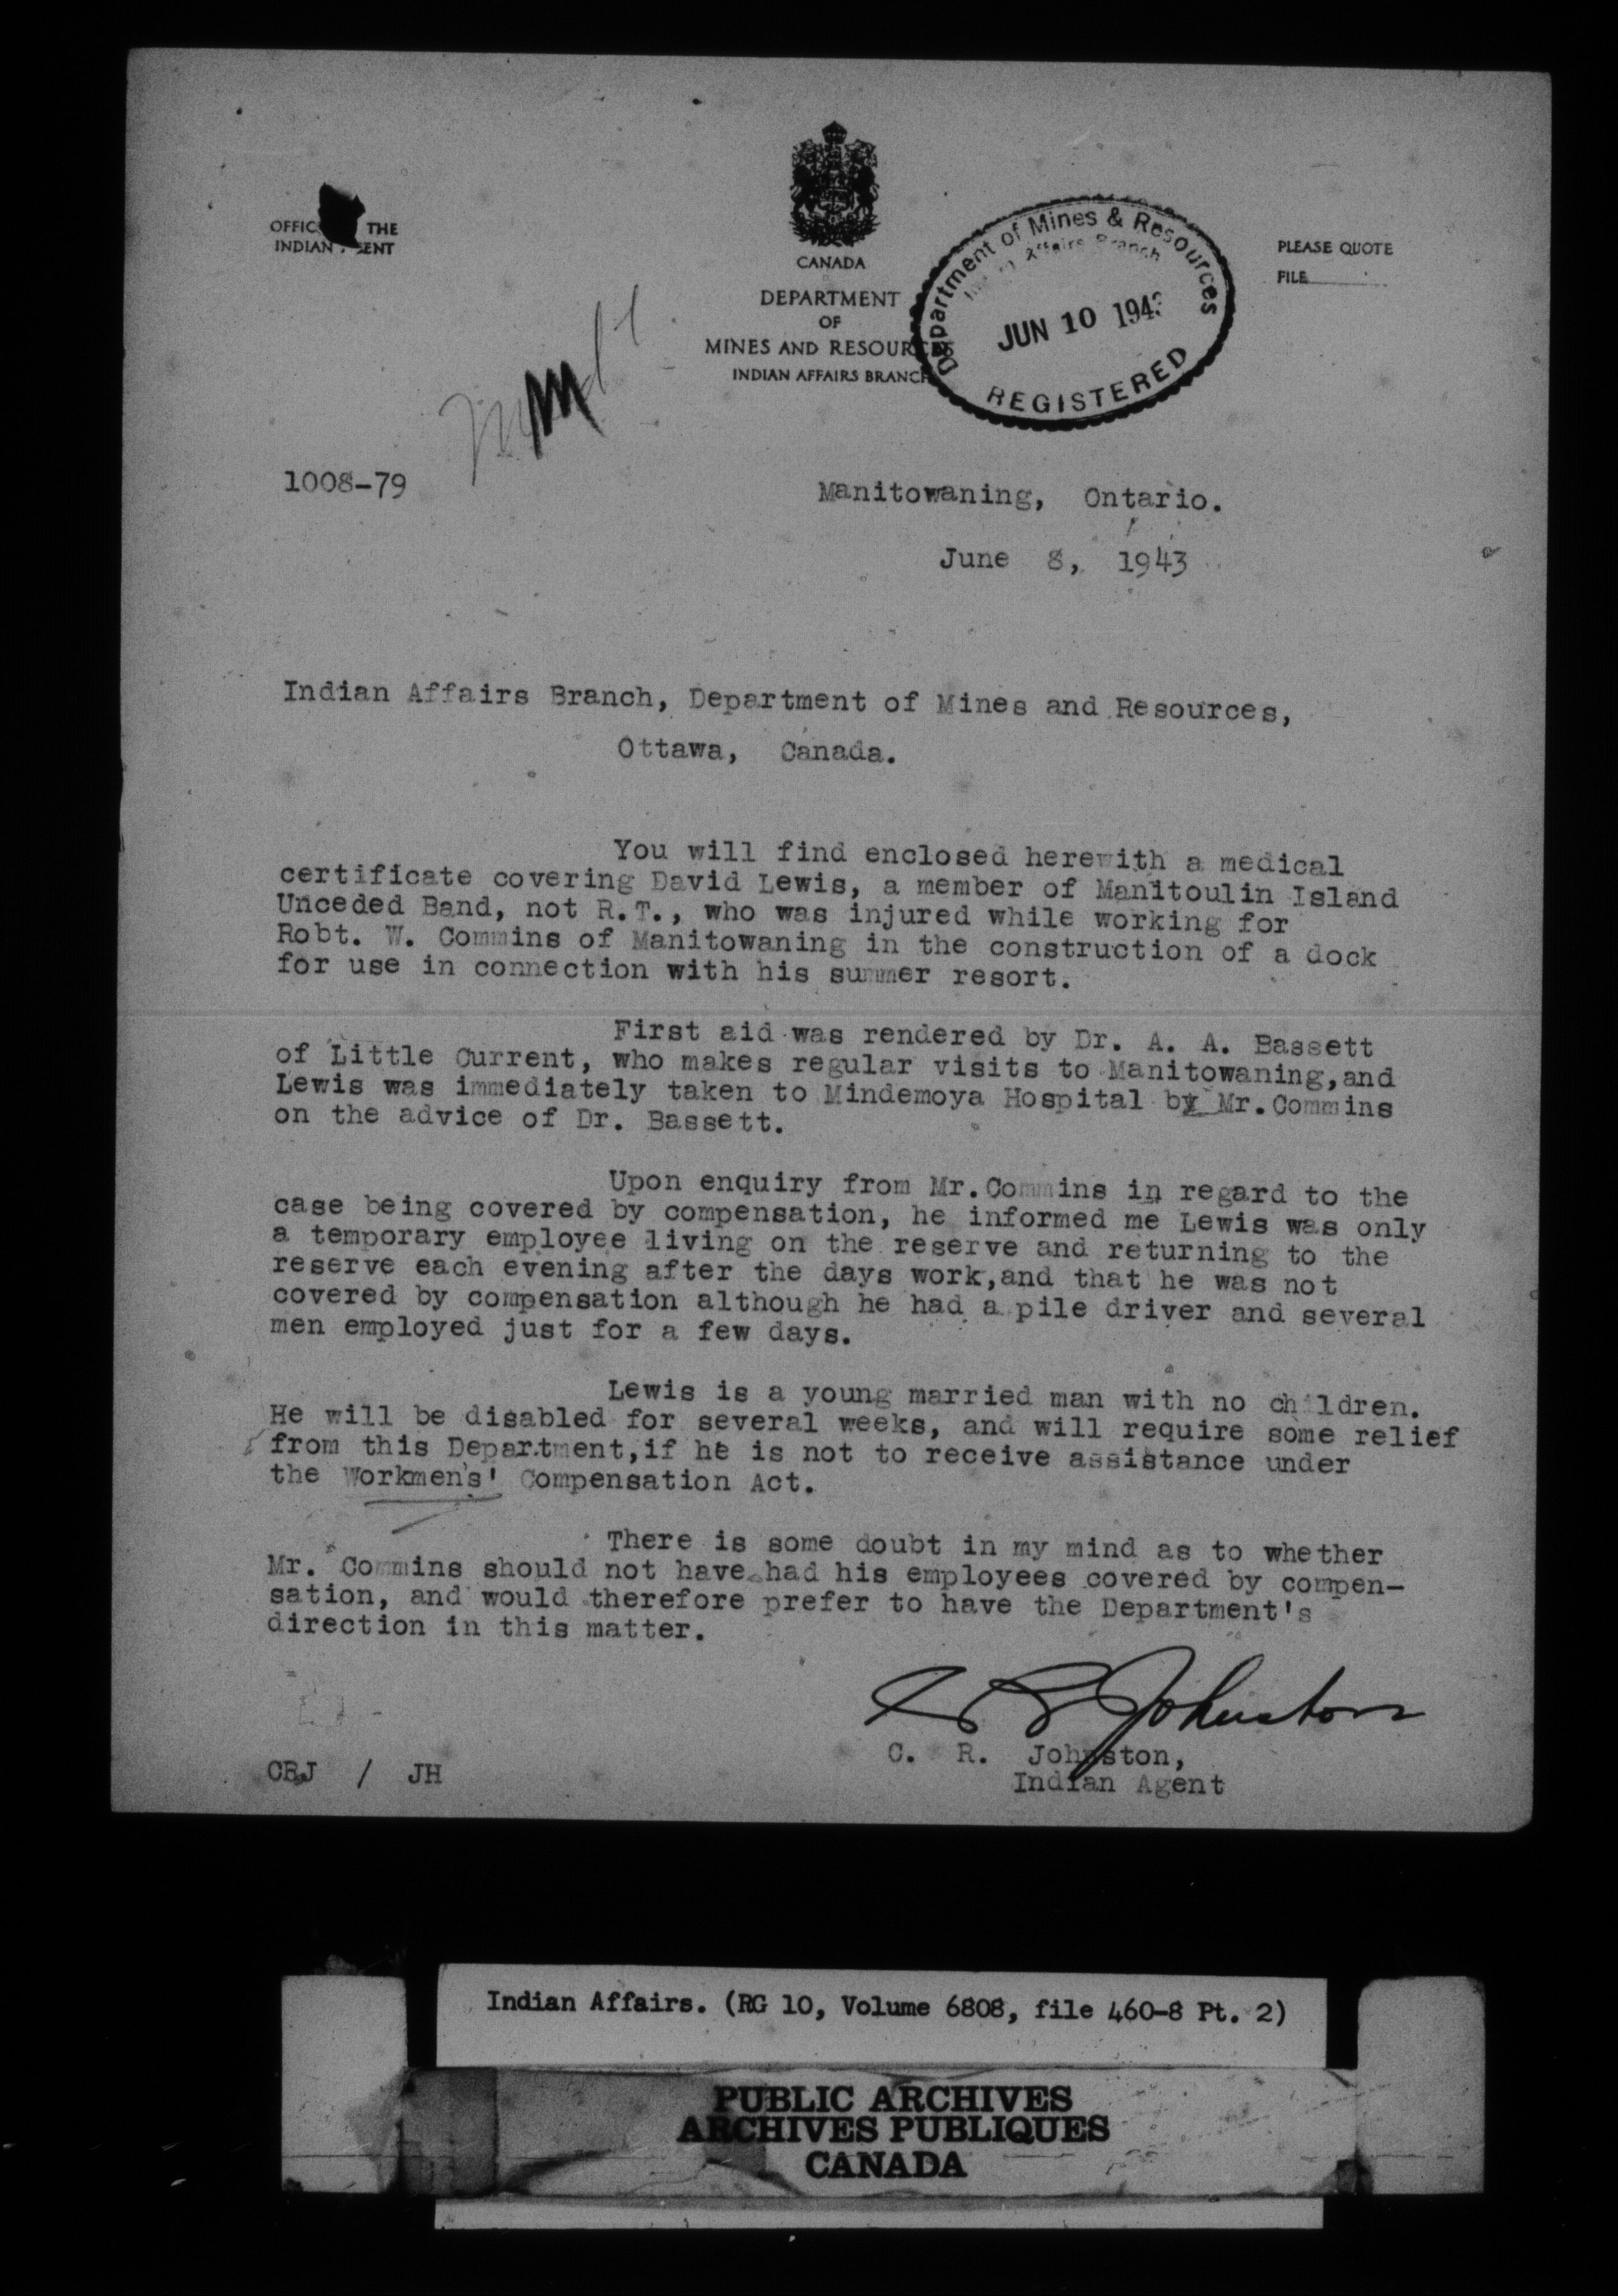 OFFIC THE
INDIAN ENT
CANADA
DEPARTMENT
OF
MINES AND RESOURCES
INDIAN AFFAIRS BRANCH
Department of Mines & Resources
Affairs Branch
JUN 10 1943
REGISTERED
PLEASE QUOTE
FILE
1008-79
Manitowaning, Ontario.
June 8, 1943
Indian Affairs Branch, Department of Mines and Resources,
Ottawa, Canada.
You will find enclosed herewith a medical
certificate covering David Lewis, a member of Manitoulin Island
Unceded Band, not R.T., who was injured while working for
Robt. W. Commins of Manitowaning in the construction of a dock
for use in connection with his summer resort.
First aid was rendered by Dr. A. A. Bassett
of Little Current, who makes regular visits to Manitowaning,and
Lewis was immediately taken to Mindemoya Hospital by Mr.Commins
on the advice of Dr. Bassett.
Upon enquiry from Mr.Commins in regard to the
case being covered by compensation, he informed me Lewis was only
a temporary employee living on the reserve and returning to the
reserve each evening after the days work,and that he was not
covered by compensation although he had a pile driver and several
men employed just for a few days.
Lewis is a young married man with no children.
He will be disabled for several weeks, and will require some relief
from this Department,if he is not to receive assistance under
the Workmen's' Compensation Act.
There is some doubt in my mind as to whether
Mr. Commins should not have had his employees covered by compen-
sation, and would therefore prefer to have the Department's
direction in this matter.
C R Johnston
C. R. Johnston,
Indian Agent
CRJ / JH
Indian Affairs. (RG 10, Volume 6808, file 460-8 Pt. 2)
PUBLIC ARCHIVES
ARCHIVES PUBLIQUES
CANADA